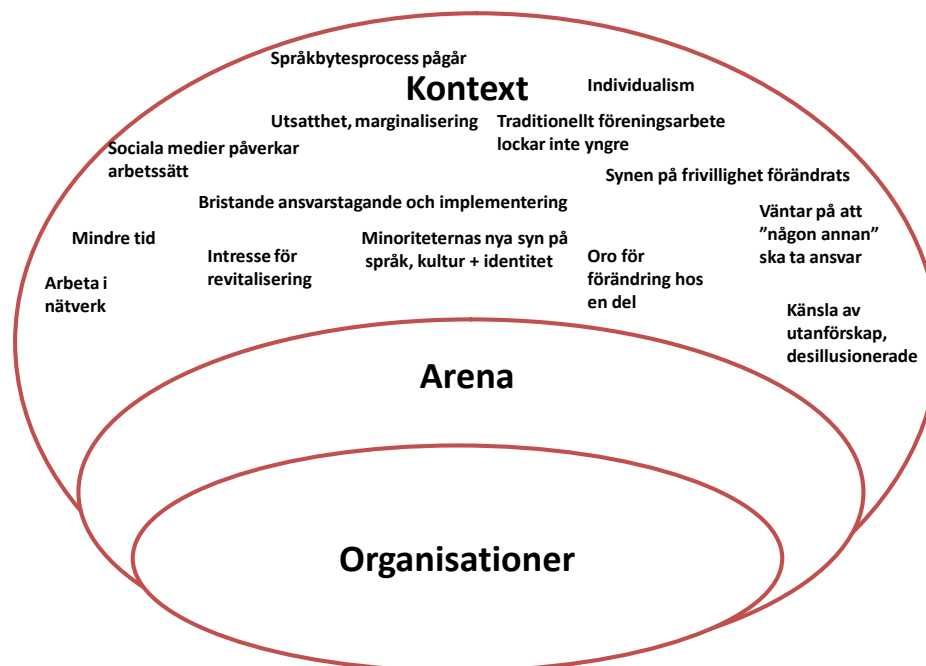 Språkbytesprocess pågår
Kontext
Individualism
Utsatthet, marginalisering
Traditionellt föreningsarbete
lockar inte yngre
Sociala medier påverkar
arbetssätt
Synen på frivillighet förändrats
Bristande ansvarstagande och implementering
Väntar på att
”någon annan”
ska ta ansvar
Mindre tid
Intresse för
revitalisering
Minoriteternas nya syn på
språk, kultur + identitet
Oro för
förändring hos
en del
Arbeta i
nätverk
Känsla av
utanförskap,
desillusionerade
Arena
Organisationer